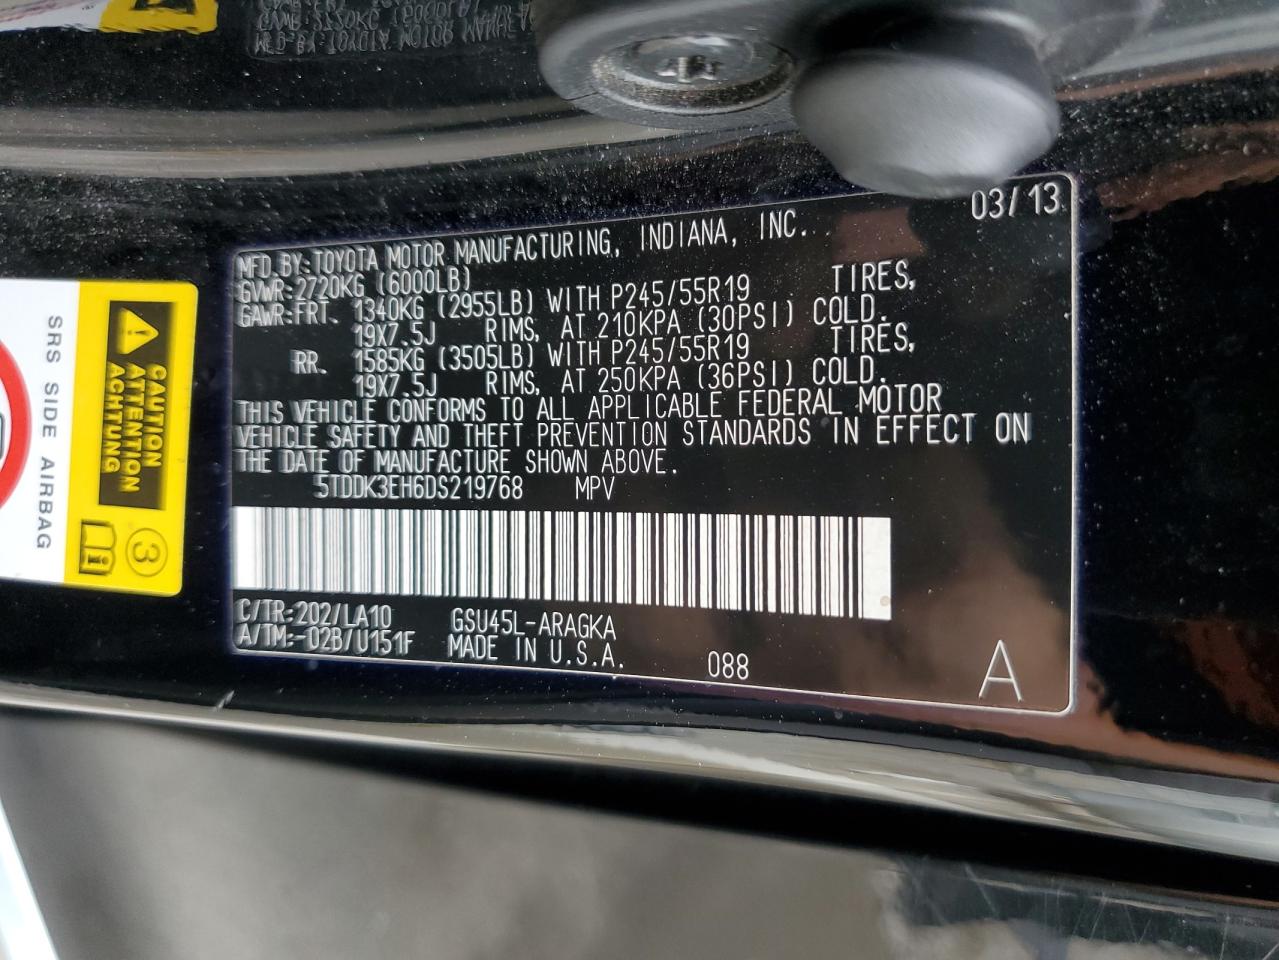 03/13
MFD.BY:TOYOTA MOTOR MANUFACTURING, INDIANA, INC.
GVWR:2720KG (6000LB)
GAWR:FRT. 1340KG (2955LB) WITH P245/55R19 TIRES,
19X7.5J RIMS, AT 210KPA (30PSI) COLD.
RR. 1585KG (3505LB) WITH P245/55R19 TIRES,
19X7.5J RIMS, AT 250KPA (36PSI) COLD.
THIS VEHICLE CONFORMS TO ALL APPLICABLE FEDERAL MOTOR
VEHICLE SAFETY AND THEFT PREVENTION STANDARDS IN EFFECT ON
THE DATE OF MANUFACTURE SHOWN ABOVE.
5TDDK3EH6DS219768 MPV
C/TR:202/LA10 GSU45L-ARAGKA
A/TM:-02B/U151F MADE IN U.S.A. 088
A
CAUTION
ATTENTION
ACHTUNG
3
SRS SIDE AIRBAG